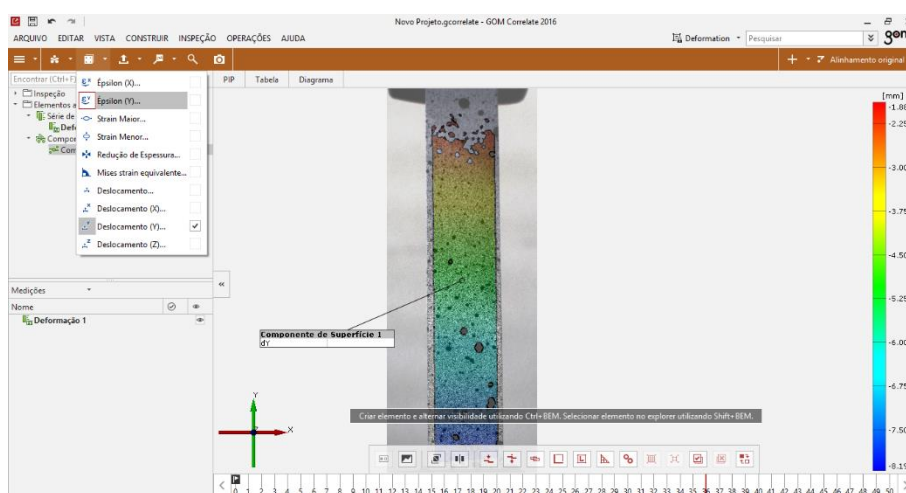 Novo Projeto.gcorrelate - GOM Correlate 2016
ARQUIVO EDITAR VISTA CONSTRUIR INSPEÇÃO OPERAÇÕES AJUDA
Deformation
Pesquisar
gom
Alinhamento original
Encontrar (Ctrl+F)
PIP Tabela Diagrama
Inspeção
Elementos a
Série de
Defo
Compor
Com
Épsilon (X)...
Épsilon (Y)...
Strain Maior...
Strain Menor...
Redução de Espessura...
Mises strain equivalente...
Deslocamento...
Deslocamento (X)...
Deslocamento (Y)...
Deslocamento (Z)...
[mm]
-1.86
-2.25
-3.00
-3.75
-4.50
-5.25
-6.00
-6.75
-7.50
-8.19
Medições
Nome
Deformação 1
Componente de Superfície 1
dY
Y
X
Criar elemento e alternar visibilidade utilizando Ctrl+BEM. Selecionar elemento no explorer utilizando Shift+BEM.
0 1 2 3 4 5 6 7 8 9 10 11 12 13 14 15 16 17 18 19 20 21 22 23 24 25 26 27 28 29 30 31 32 33 34 35 36 37 38 39 40 41 42 43 44 45 46 47 48 49 50